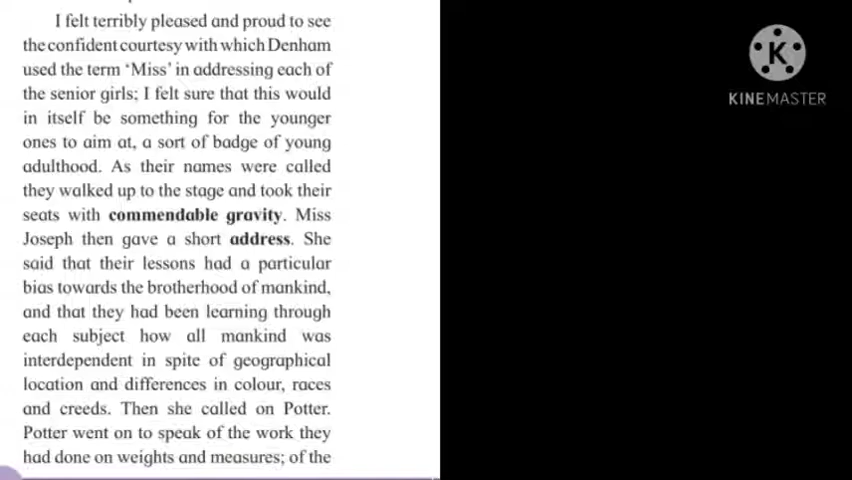 I felt terribly pleased and proud to see
the confident courtesy with which Denham
used the term ‘Miss’ in addressing each of
the senior girls; I felt sure that this would
in itself be something for the younger
ones to aim at, a sort of badge of young
adulthood. As their names were called
they walked up to the stage and took their
seats with commendable gravity. Miss
Joseph then gave a short address. She
said that their lessons had a particular
bias towards the brotherhood of mankind,
and that they had been learning through
each subject how all mankind was
interdependent in spite of geographical
location and differences in colour, races
and creeds. Then she called on Potter.
Potter went on to speak of the work they
had done on weights and measures; of the
K
KINEMASTER